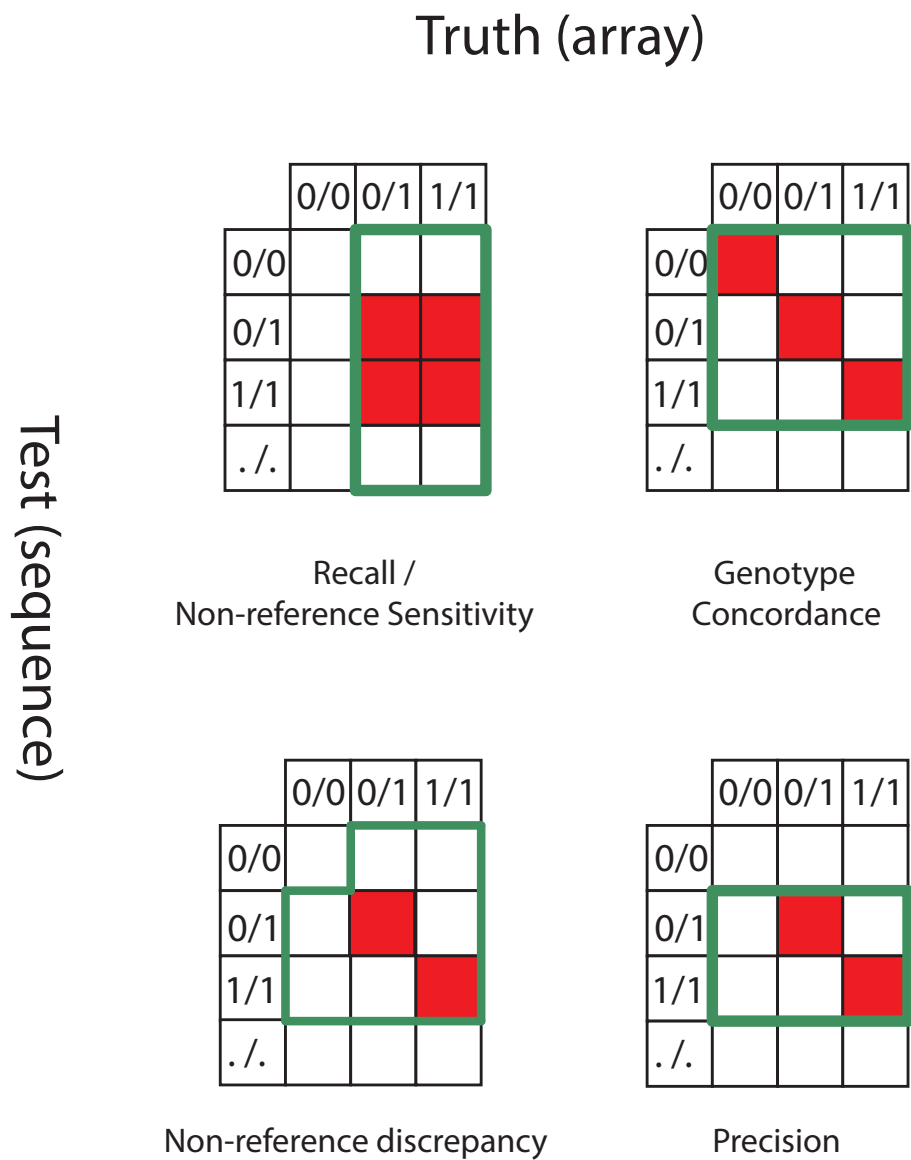 Truth (array)
Test (sequence)
0/0 0/1 1/1
0/0
0/1
1/1
./.
Recall /
Non-reference Sensitivity
0/0 0/1 1/1
0/0
0/1
1/1
./.
Genotype
Concordance
0/0 0/1 1/1
0/0
0/1
1/1
./.
Non-reference discrepancy
0/0 0/1 1/1
0/0
0/1
1/1
./.
Precision